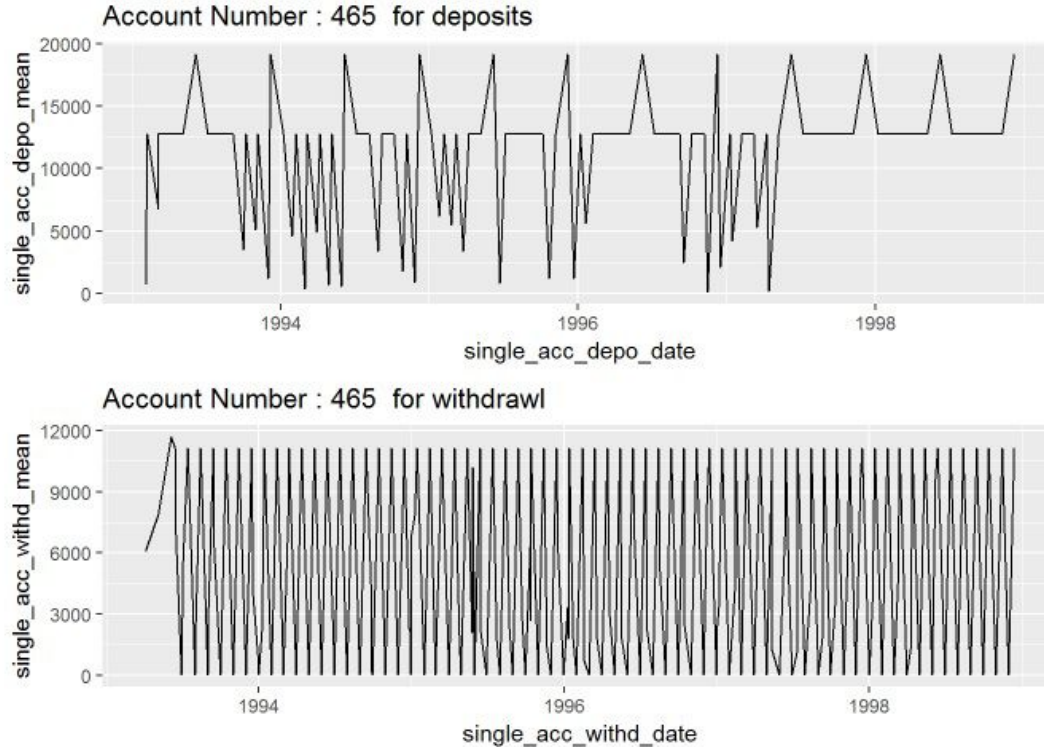 Account Number : 465  for deposits
single_acc_depo_mean
20000
15000
10000
5000
0
1994
1996
1998
single_acc_depo_date
Account Number : 465  for withdrawl
single_acc_withd_mean
12000
9000
6000
3000
0
1994
1996
1998
single_acc_withd_date